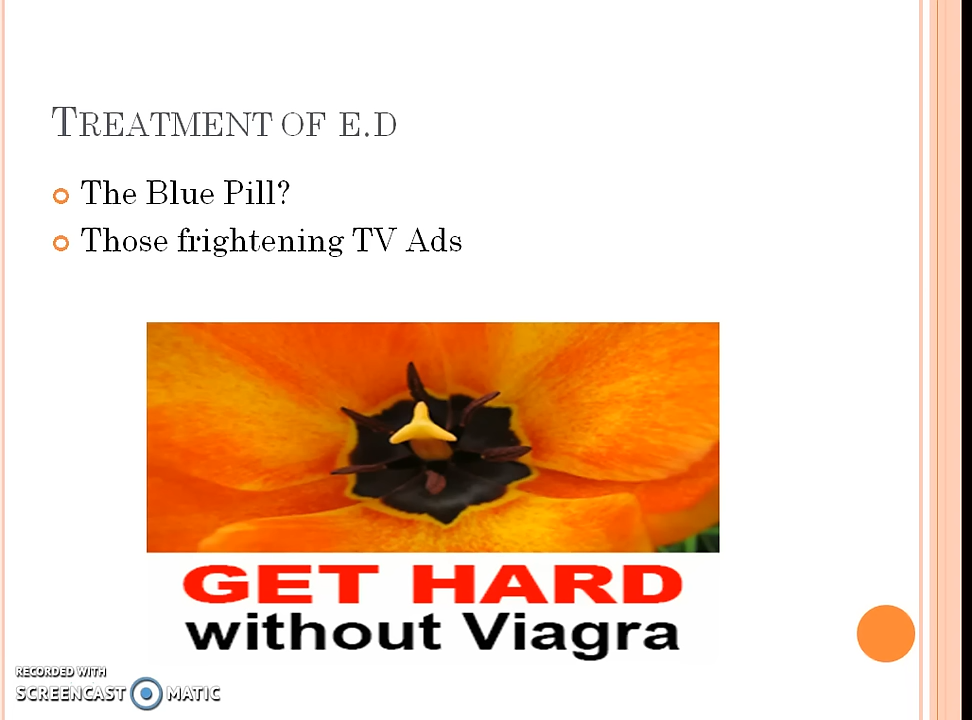 TREATMENT OF E.D
The Blue Pill?
Those frightening TV Ads
GET HARD
without Viagra
RECORDED WITH
SCREENCAST MATIC